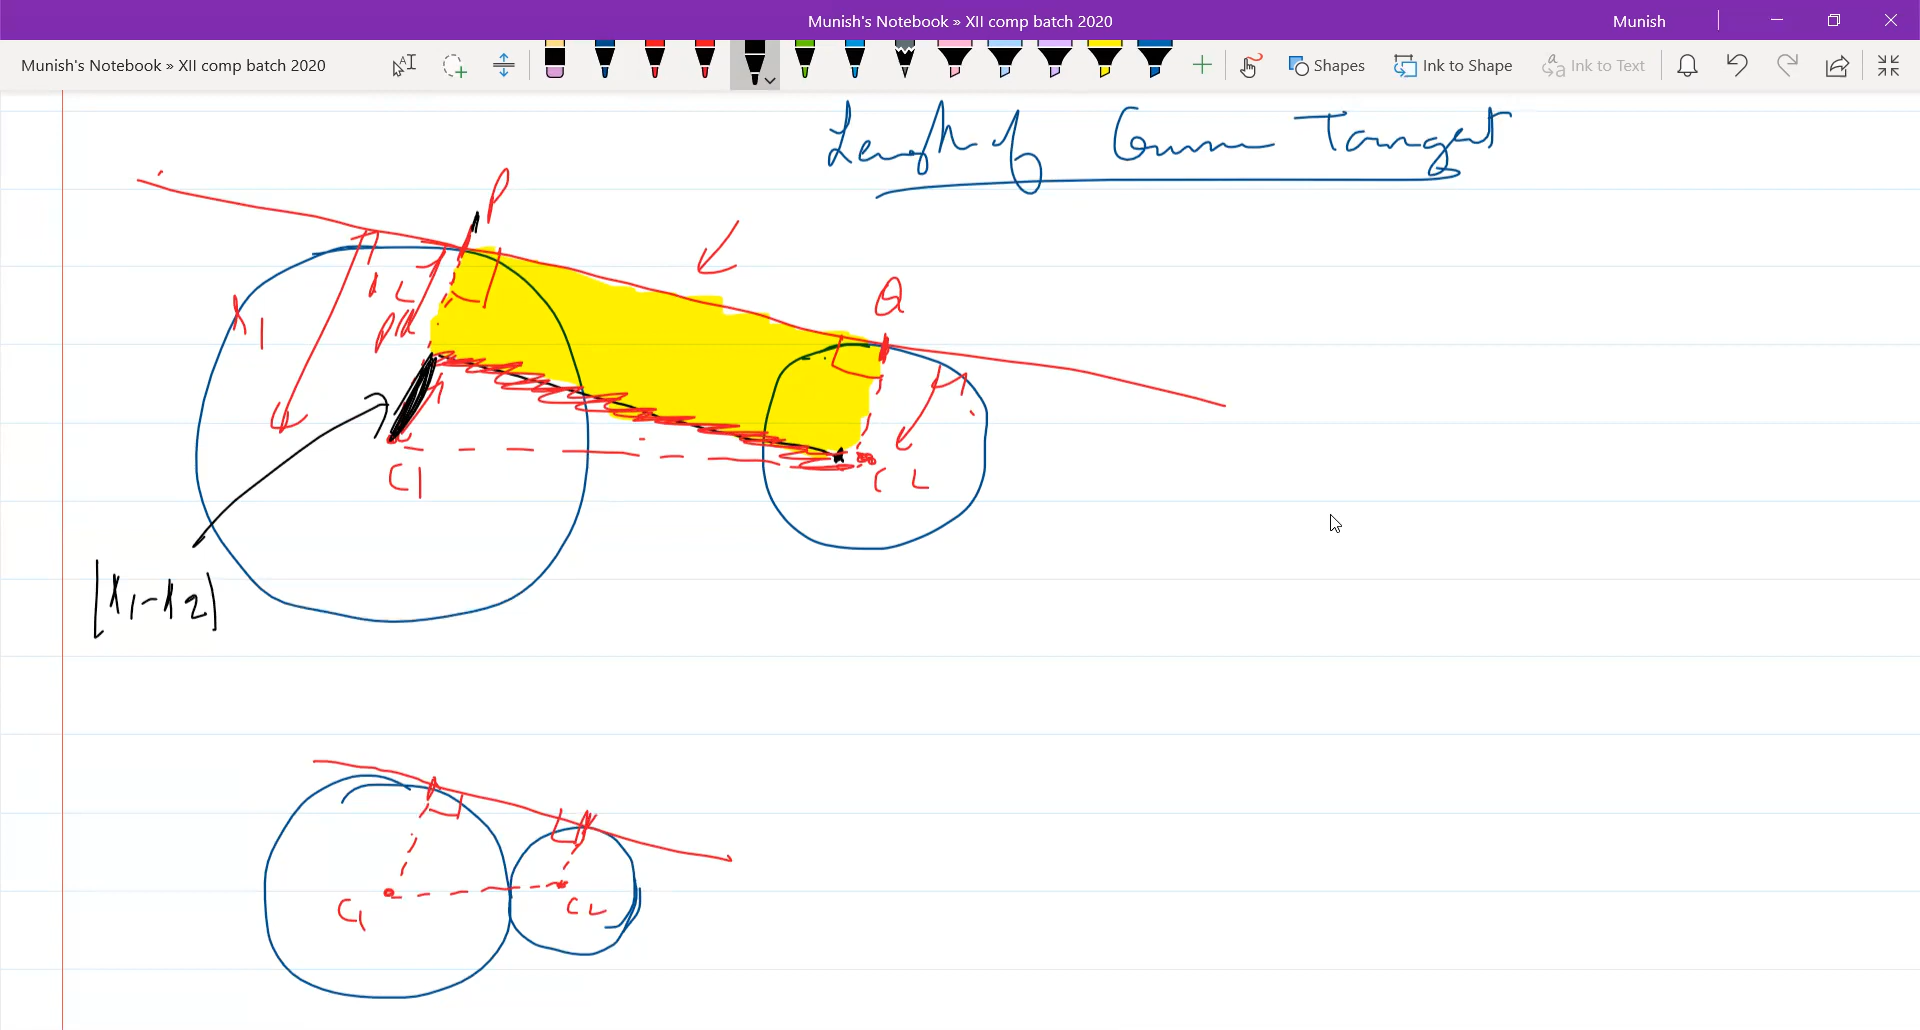 Munish's Notebook » XII comp batch 2020
Munish
Munish's Notebook » XII comp batch 2020
Shapes
Ink to Shape
Ink to Text
Length of Common Tangent
P
Q
r1
r2
C1
C2
|r1-r2|
C1
C2